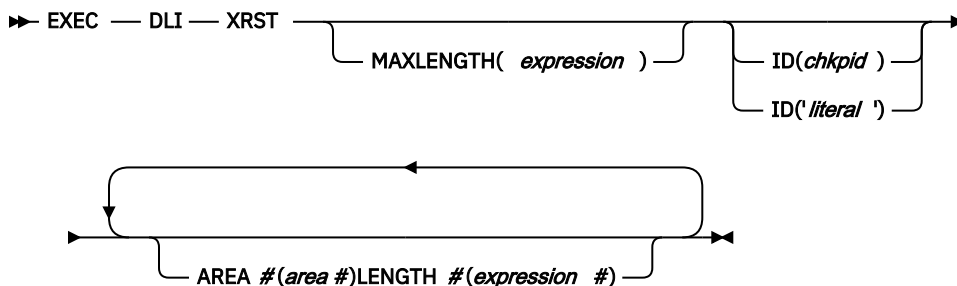 EXEC DLI XRST
MAXLENGTH( expression )
ID(chkpid )
ID(' literal ')
AREA #(area #)LENGTH #(expression #)